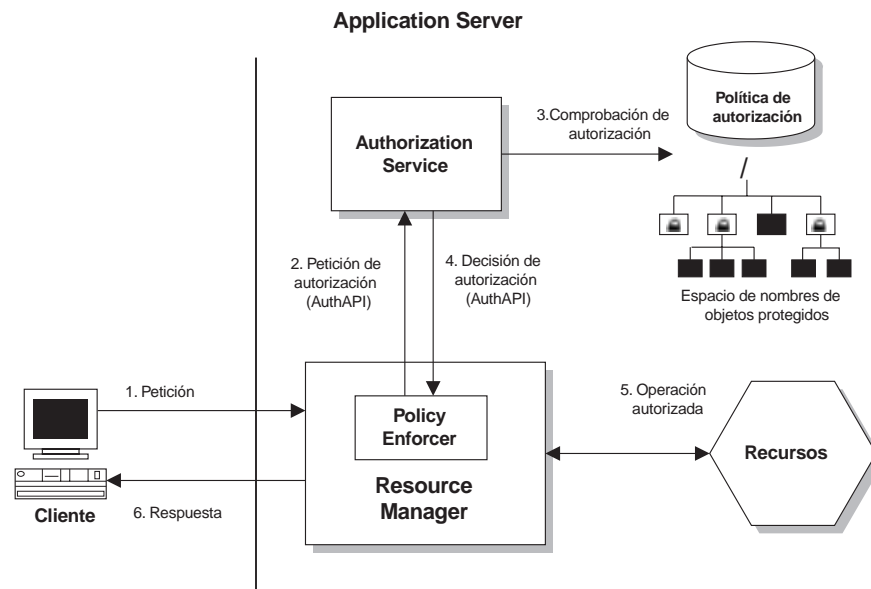 Application Server
Política de
autorización
3.Comprobación de
autorización
Authorization
Service
/
2. Petición de
autorización
(AuthAPI)
4. Decisión de
autorización
(AuthAPI)
Espacio de nombres de
objetos protegidos
1. Petición
5. Operación
autorizada
Policy
Enforcer
Recursos
Resource
Manager
Cliente
6. Respuesta